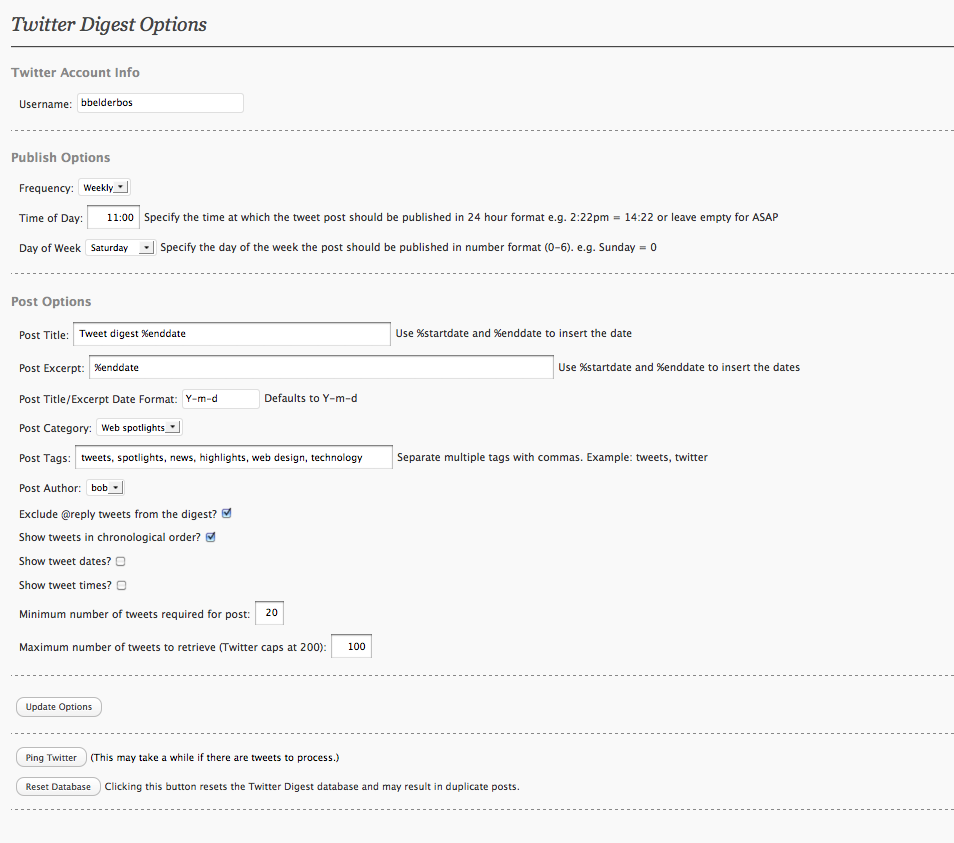 Twitter Digest Options
Twitter Account Info
Username: bbelderbos
Publish Options
Frequency: Weekly
Time of Day: 11:00 Specify the time at which the tweet post should be published in 24 hour format e.g. 2:22pm = 14:22 or leave empty for ASAP
Day of Week Saturday Specify the day of the week the post should be published in number format (0-6). e.g. Sunday = 0
Post Options
Post Title: Tweet digest %enddate Use %startdate and %enddate to insert the date
Post Excerpt: %enddate Use %startdate and %enddate to insert the dates
Post Title/Excerpt Date Format: Y-m-d Defaults to Y-m-d
Post Category: Web spotlights
Post Tags: tweets, spotlights, news, highlights, web design, technology Separate multiple tags with commas. Example: tweets, twitter
Post Author: bob
Exclude @reply tweets from the digest?
Show tweets in chronological order?
Show tweet dates?
Show tweet times?
Minimum number of tweets required for post: 20
Maximum number of tweets to retrieve (Twitter caps at 200): 100
Update Options
Ping Twitter (This may take a while if there are tweets to process.)
Reset Database Clicking this button resets the Twitter Digest database and may result in duplicate posts.